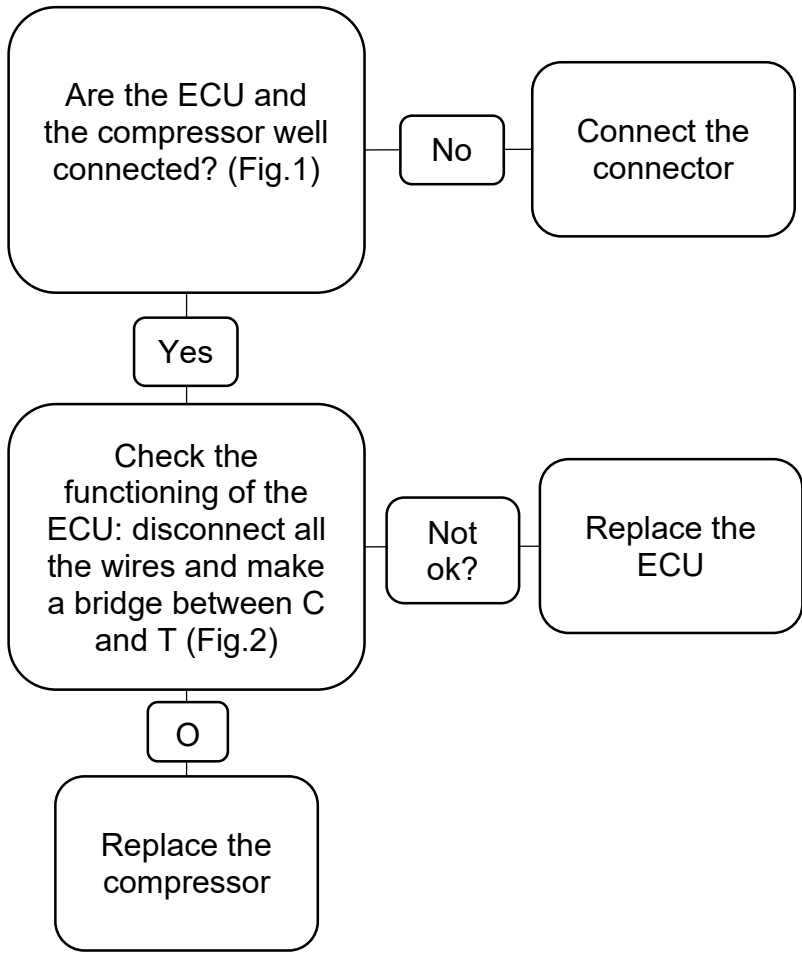 Are the ECU and
the compressor well
connected? (Fig.1)
No
Connect the
connector
Yes
Check the
functioning of the
ECU: disconnect all
the wires and make
a bridge between C
and T (Fig.2)
Not
ok?
Replace the
ECU
O
Replace the
compressor